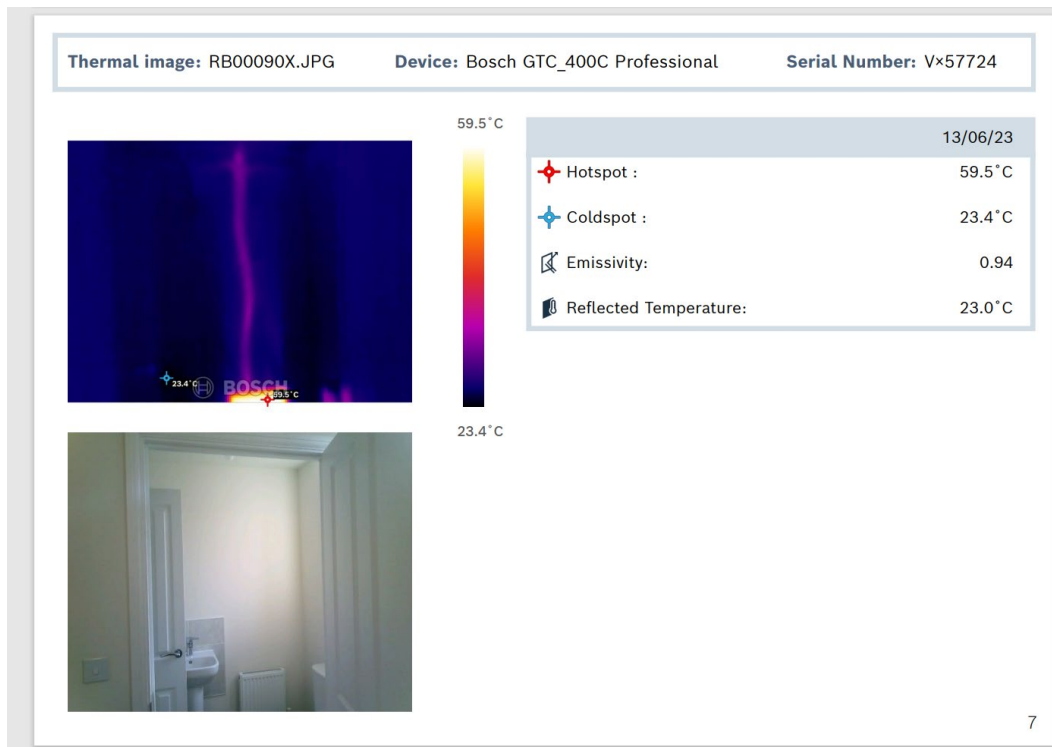 Thermal image: RB00090X.JPG Device: Bosch GTC_400C Professional Serial Number: V×57724
59.5°C
13/06/23
Hotspot : 59.5°C
Coldspot : 23.4°C
Emissivity: 0.94
Reflected Temperature: 23.0°C
23.4°C
BOSCH
59.5°C
23.4°C
7